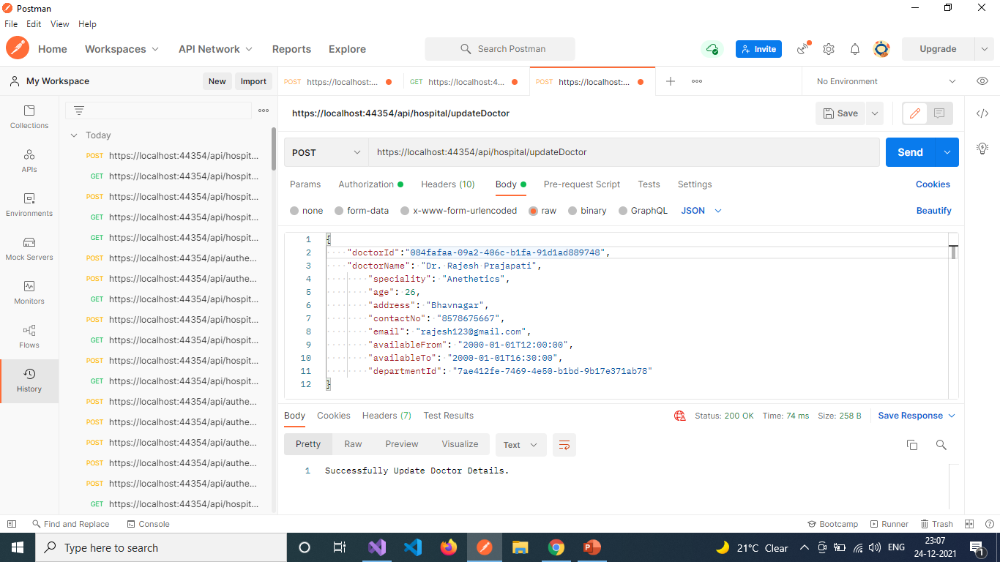 Postman
File Edit View Help
Home Workspaces API Network Reports Explore Search Postman Invite Upgrade
My Workspace New Import POST https://localhost:... GET https://localhost:4... POST https://localhost:... No Environment
Collections
APIs
Environments
Mock Servers
Monitors
Flows
History
Today
POST https://localhost:44354/api/hospit...
GET https://localhost:44354/api/hospit...
POST https://localhost:44354/api/hospit...
GET https://localhost:44354/api/hospit...
GET https://localhost:44354/api/hospit...
POST https://localhost:44354/api/authe...
POST https://localhost:44354/api/authe...
GET https://localhost:44354/api/hospit...
POST https://localhost:44354/api/hospit...
GET https://localhost:44354/api/hospit...
POST https://localhost:44354/api/hospit...
GET https://localhost:44354/api/hospit...
POST https://localhost:44354/api/authe...
POST https://localhost:44354/api/authe...
POST https://localhost:44354/api/authe...
POST https://localhost:44354/api/authe...
POST https://localhost:44354/api/authe...
GET https://localhost:44354/api/hospit...
https://localhost:44354/api/hospital/updateDoctor Save
POST https://localhost:44354/api/hospital/updateDoctor Send
Params Authorization Headers (10) Body Pre-request Script Tests Settings Cookies
none form-data x-www-form-urlencoded raw binary GraphQL JSON Beautify
1 {
2 "doctorId":"084fafaa-09a2-406c-b1fa-91d1ad889748",
3 "doctorName": "Dr. Rajesh Prajapati",
4 "speciality": "Anethetics",
5 "age": 26,
6 "address": "Bhavnagar",
7 "contactNo": "8578675667",
8 "email": "rajesh123@gmail.com",
9 "availableFrom": "2000-01-01T12:00:00",
10 "availableTo": "2000-01-01T16:30:00",
11 "departmentId": "7ae412fe-7469-4e50-b1bd-9b17e371ab78"
12 }
Body Cookies Headers (7) Test Results Status: 200 OK Time: 74 ms Size: 258 B Save Response
Pretty Raw Preview Visualize Text
1 Successfully Update Doctor Details.
Find and Replace Console Bootcamp Runner Trash
Type here to search 21°C Clear ENG 23:07
24-12-2021 1